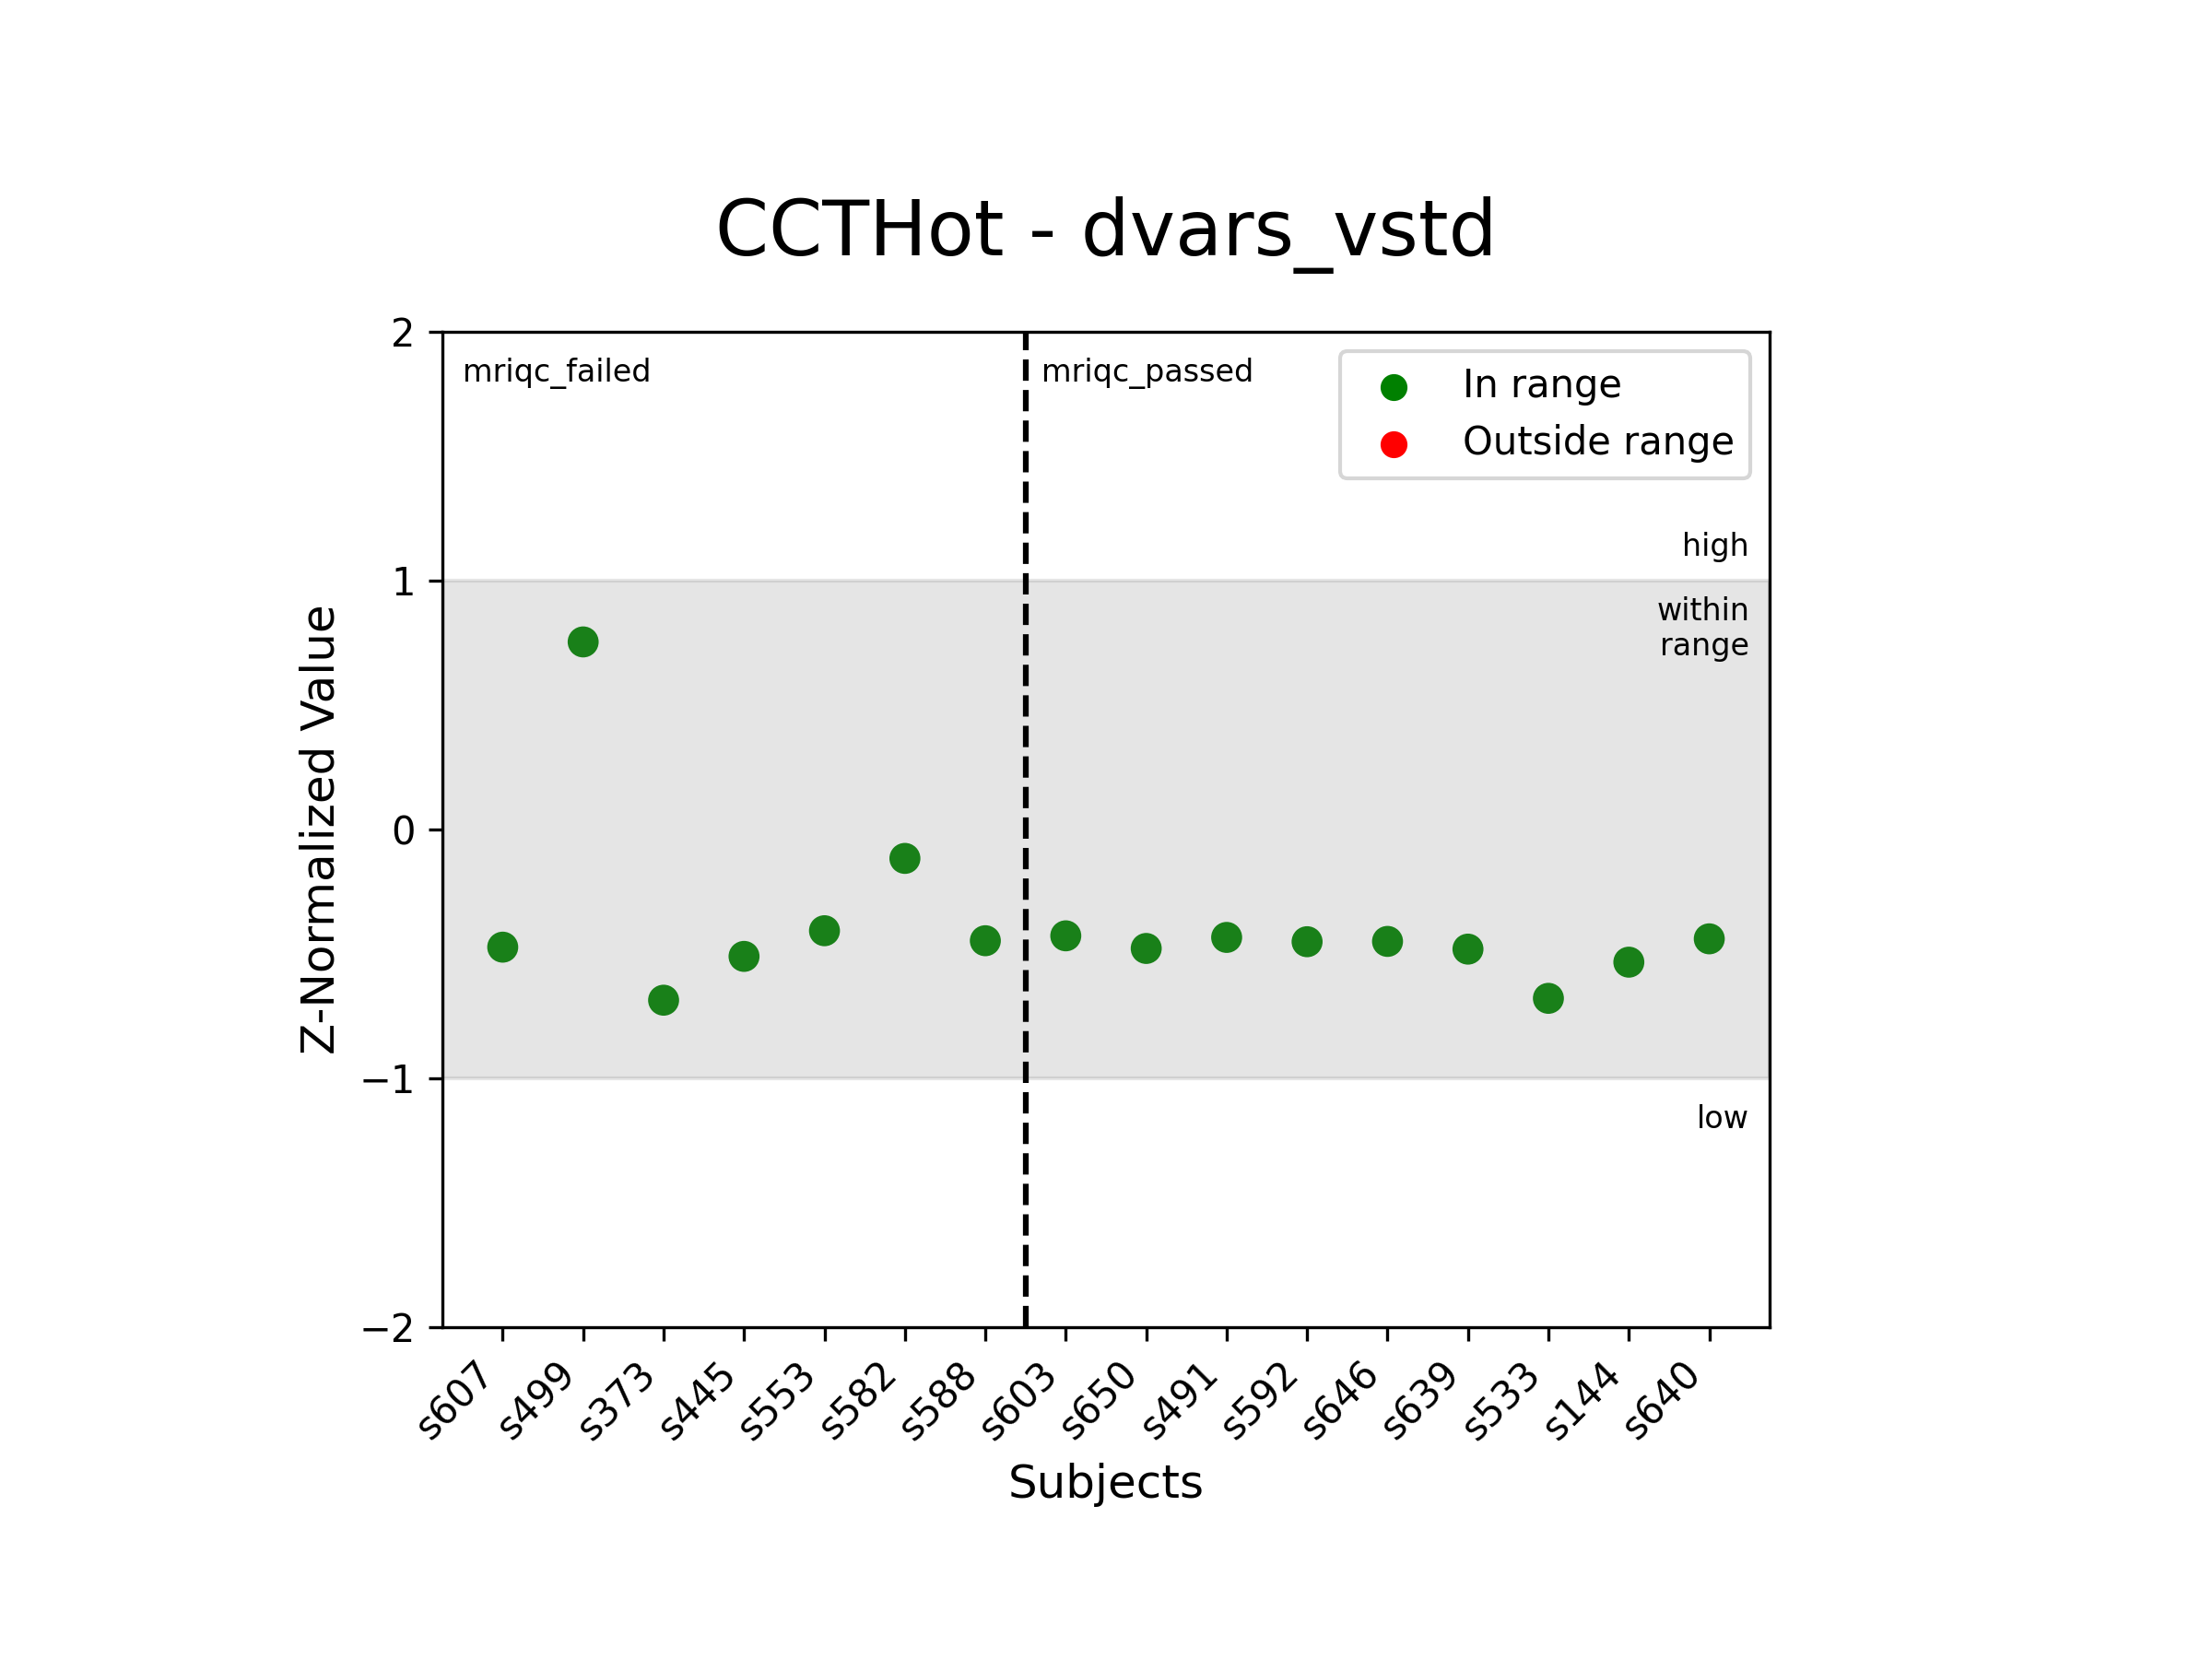 CCTHot - dvars_vstd
2
mriqc_failed
mriqc_passed
In range
Outside range
high
1
within
range
Z-Normalized Value
0
−1
low
−2
s607
s499
s373
s445
s553
s582
s588
s603
s650
s491
s592
s646
s639
s533
s144
s640
Subjects